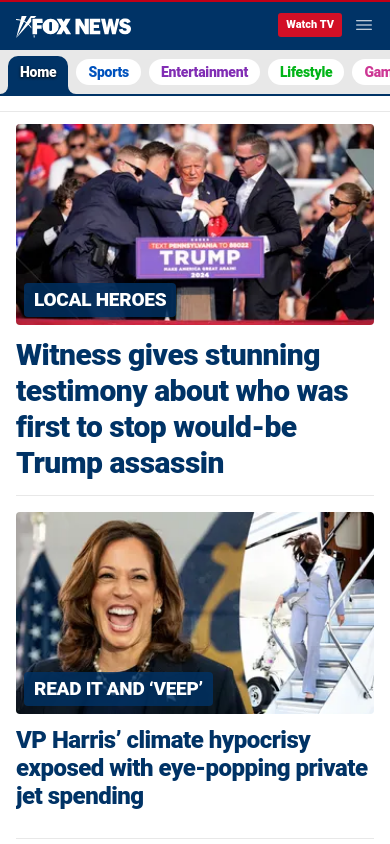 FOX NEWS
Watch TV
Home Sports Entertainment Lifestyle Gam
TEXT PENNSYLVANIA TO 88022
TRUMP
MAKE AMERICA GREAT AGAIN!
2024
LOCAL HEROES
Witness gives stunning
testimony about who was
first to stop would-be
Trump assassin
READ IT AND ‘VEEP’
VP Harris’ climate hypocrisy
exposed with eye-popping private
jet spending